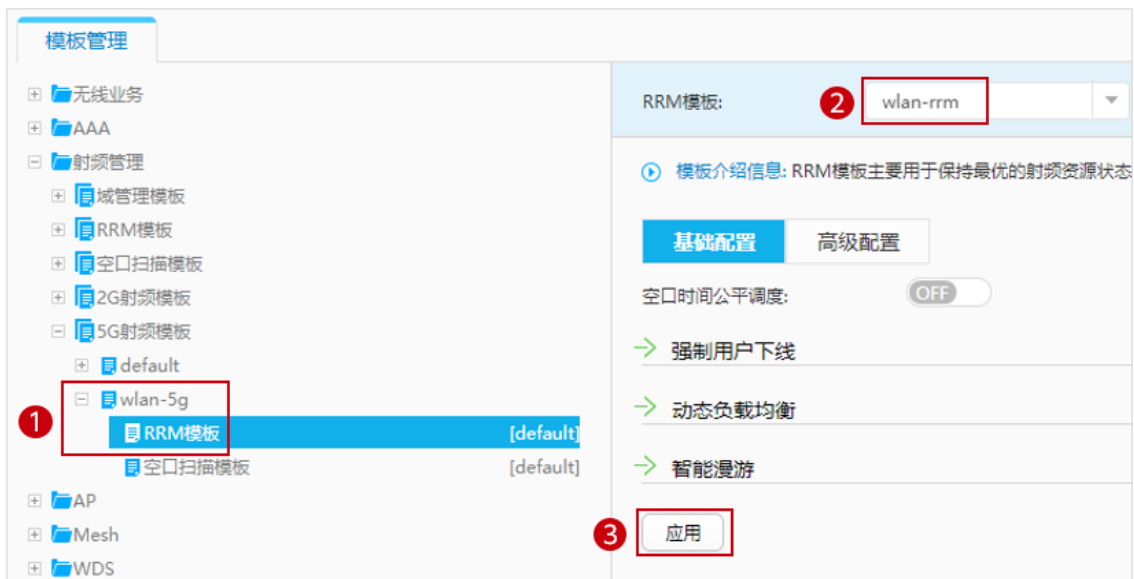 模板管理
无线业务
AAA
射频管理
域管理模板
RRM模板
空口扫描模板
2G射频模板
5G射频模板
default
wlan-5g
1
RRM模板 [default]
空口扫描模板 [default]
AP
Mesh
WDS
RRM模板: 2 wlan-rrm
模板介绍信息: RRM模板主要用于保持最优的射频资源状态
基础配置 高级配置
空口时间公平调度: OFF
强制用户下线
动态负载均衡
智能漫游
3 应用